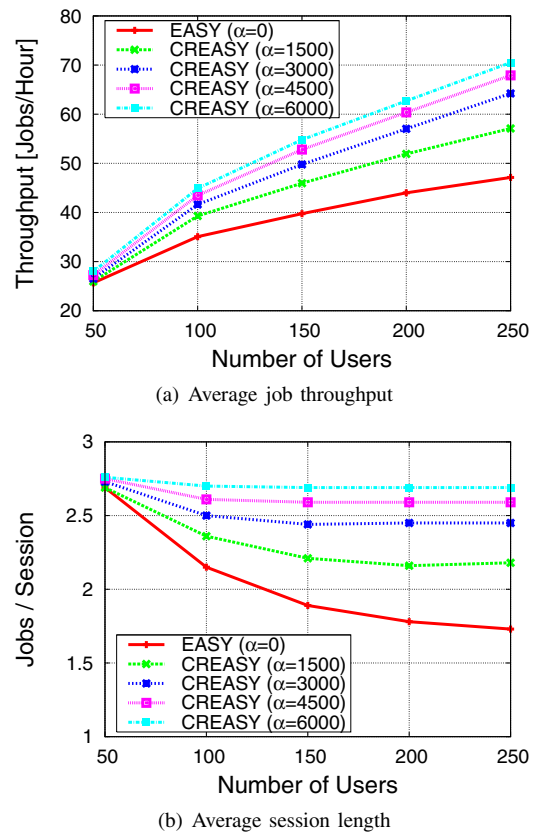 80
70
60
50
40
30
20
Throughput [Jobs/Hour]
EASY (α=0)
CREASY (α=1500)
CREASY (α=3000)
CREASY (α=4500)
CREASY (α=6000)
50 100 150 200 250
Number of Users
(a) Average job throughput
3
2.5
2
1.5
1
Jobs / Session
EASY (α=0)
CREASY (α=1500)
CREASY (α=3000)
CREASY (α=4500)
CREASY (α=6000)
50 100 150 200 250
Number of Users
(b) Average session length